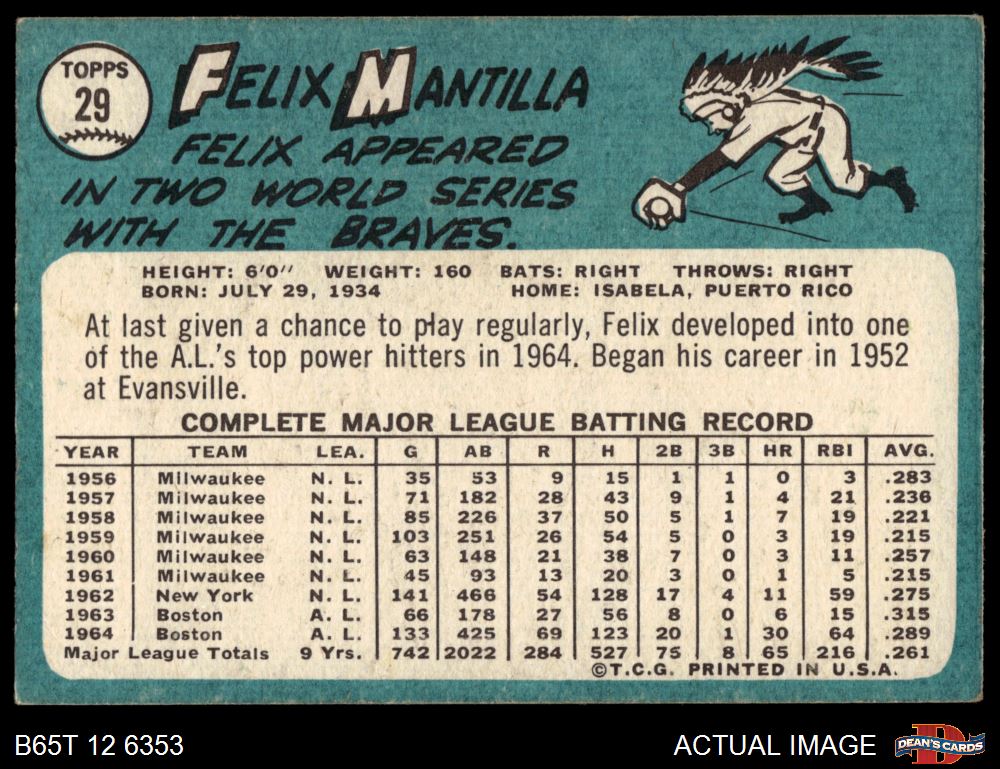 TOPPS
29
FELIX MANTILLA
FELIX APPEARED
IN TWO WORLD SERIES
WITH THE BRAVES.
HEIGHT: 6'0" WEIGHT: 160 BATS: RIGHT THROWS: RIGHT
BORN: JULY 29, 1934 HOME: ISABELA, PUERTO RICO
At last given a chance to play regularly, Felix developed into one
of the A.L.'s top power hitters in 1964. Began his career in 1952
at Evansville.
COMPLETE MAJOR LEAGUE BATTING RECORD
YEAR TEAM LEA. G AB R H 2B 3B HR RBI AVG.
1956 Milwaukee N. L. 35 53 9 15 1 1 0 3 .283
1957 Milwaukee N. L. 71 182 28 43 9 1 4 21 .236
1958 Milwaukee N. L. 85 226 37 50 5 1 7 19 .221
1959 Milwaukee N. L. 103 251 26 54 5 0 3 19 .215
1960 Milwaukee N. L. 63 148 21 38 7 0 3 11 .257
1961 Milwaukee N. L. 45 93 13 20 3 0 1 5 .215
1962 New York N. L. 141 466 54 128 17 4 11 59 .275
1963 Boston A. L. 66 178 27 56 8 0 6 15 .315
1964 Boston A. L. 133 425 69 123 20 1 30 64 .289
Major League Totals 9 Yrs. 742 2022 284 527 75 8 65 216 .261
©T.C.G. PRINTED IN U.S.A.
B65T 12 6353 ACTUAL IMAGE DEAN'S CARDS